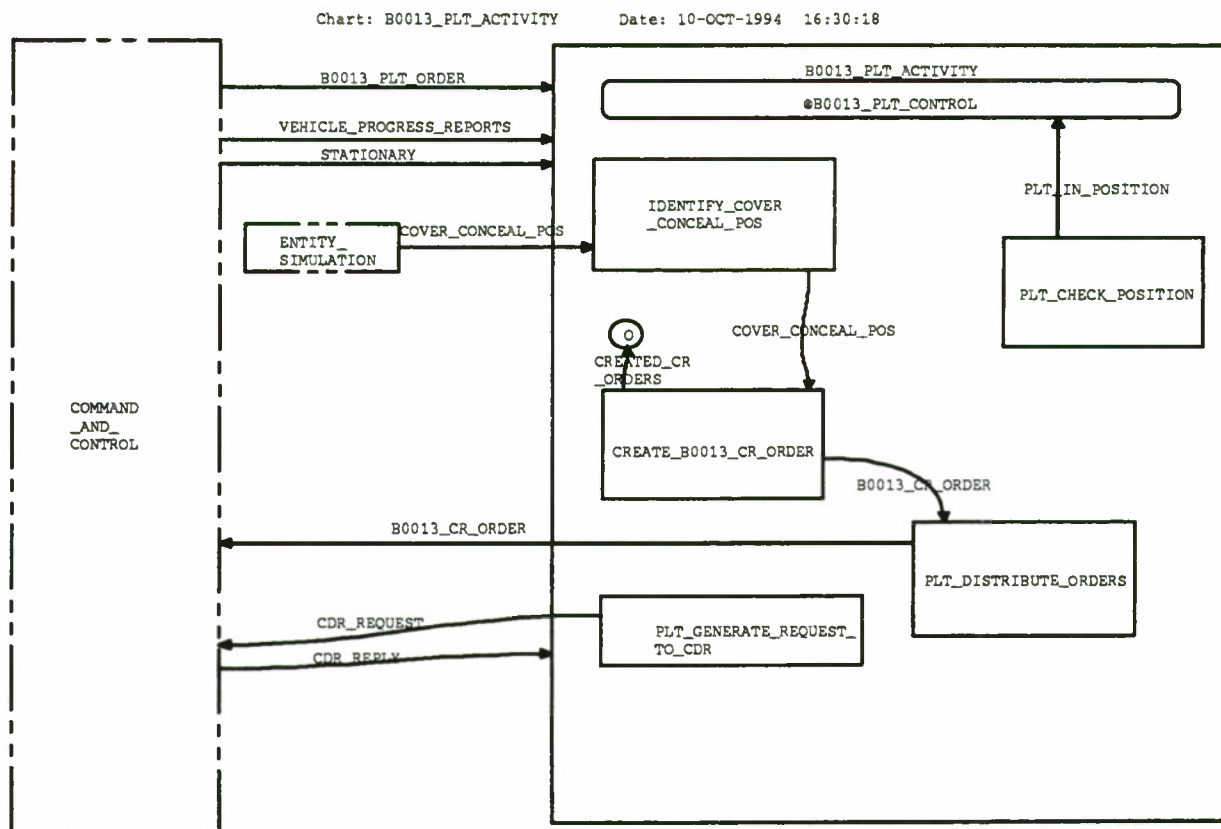 Chart: B0013_PLT_ACTIVITY Date: 10-OCT-1994 16:30:18
B0013_PLT_ORDER
B0013_PLT_ACTIVITY
@B0013_PLT_CONTROL
VEHICLE_PROGRESS_REPORTS
STATIONARY
PLT_IN_POSITION
IDENTIFY_COVER
_CONCEAL_POS
COVER_CONCEAL_POS
ENTITY_
SIMULATION
PLT_CHECK_POSITION
COVER_CONCEAL_POS
O
CREATED_CR
_ORDERS
COMMAND
_AND_
CONTROL
CREATE_B0013_CR_ORDER
B0013_CR_ORDER
B0013_CR_ORDER
PLT_DISTRIBUTE_ORDERS
CDR_REQUEST
PLT_GENERATE_REQUEST_
TO_CDR
CDR_REPLY